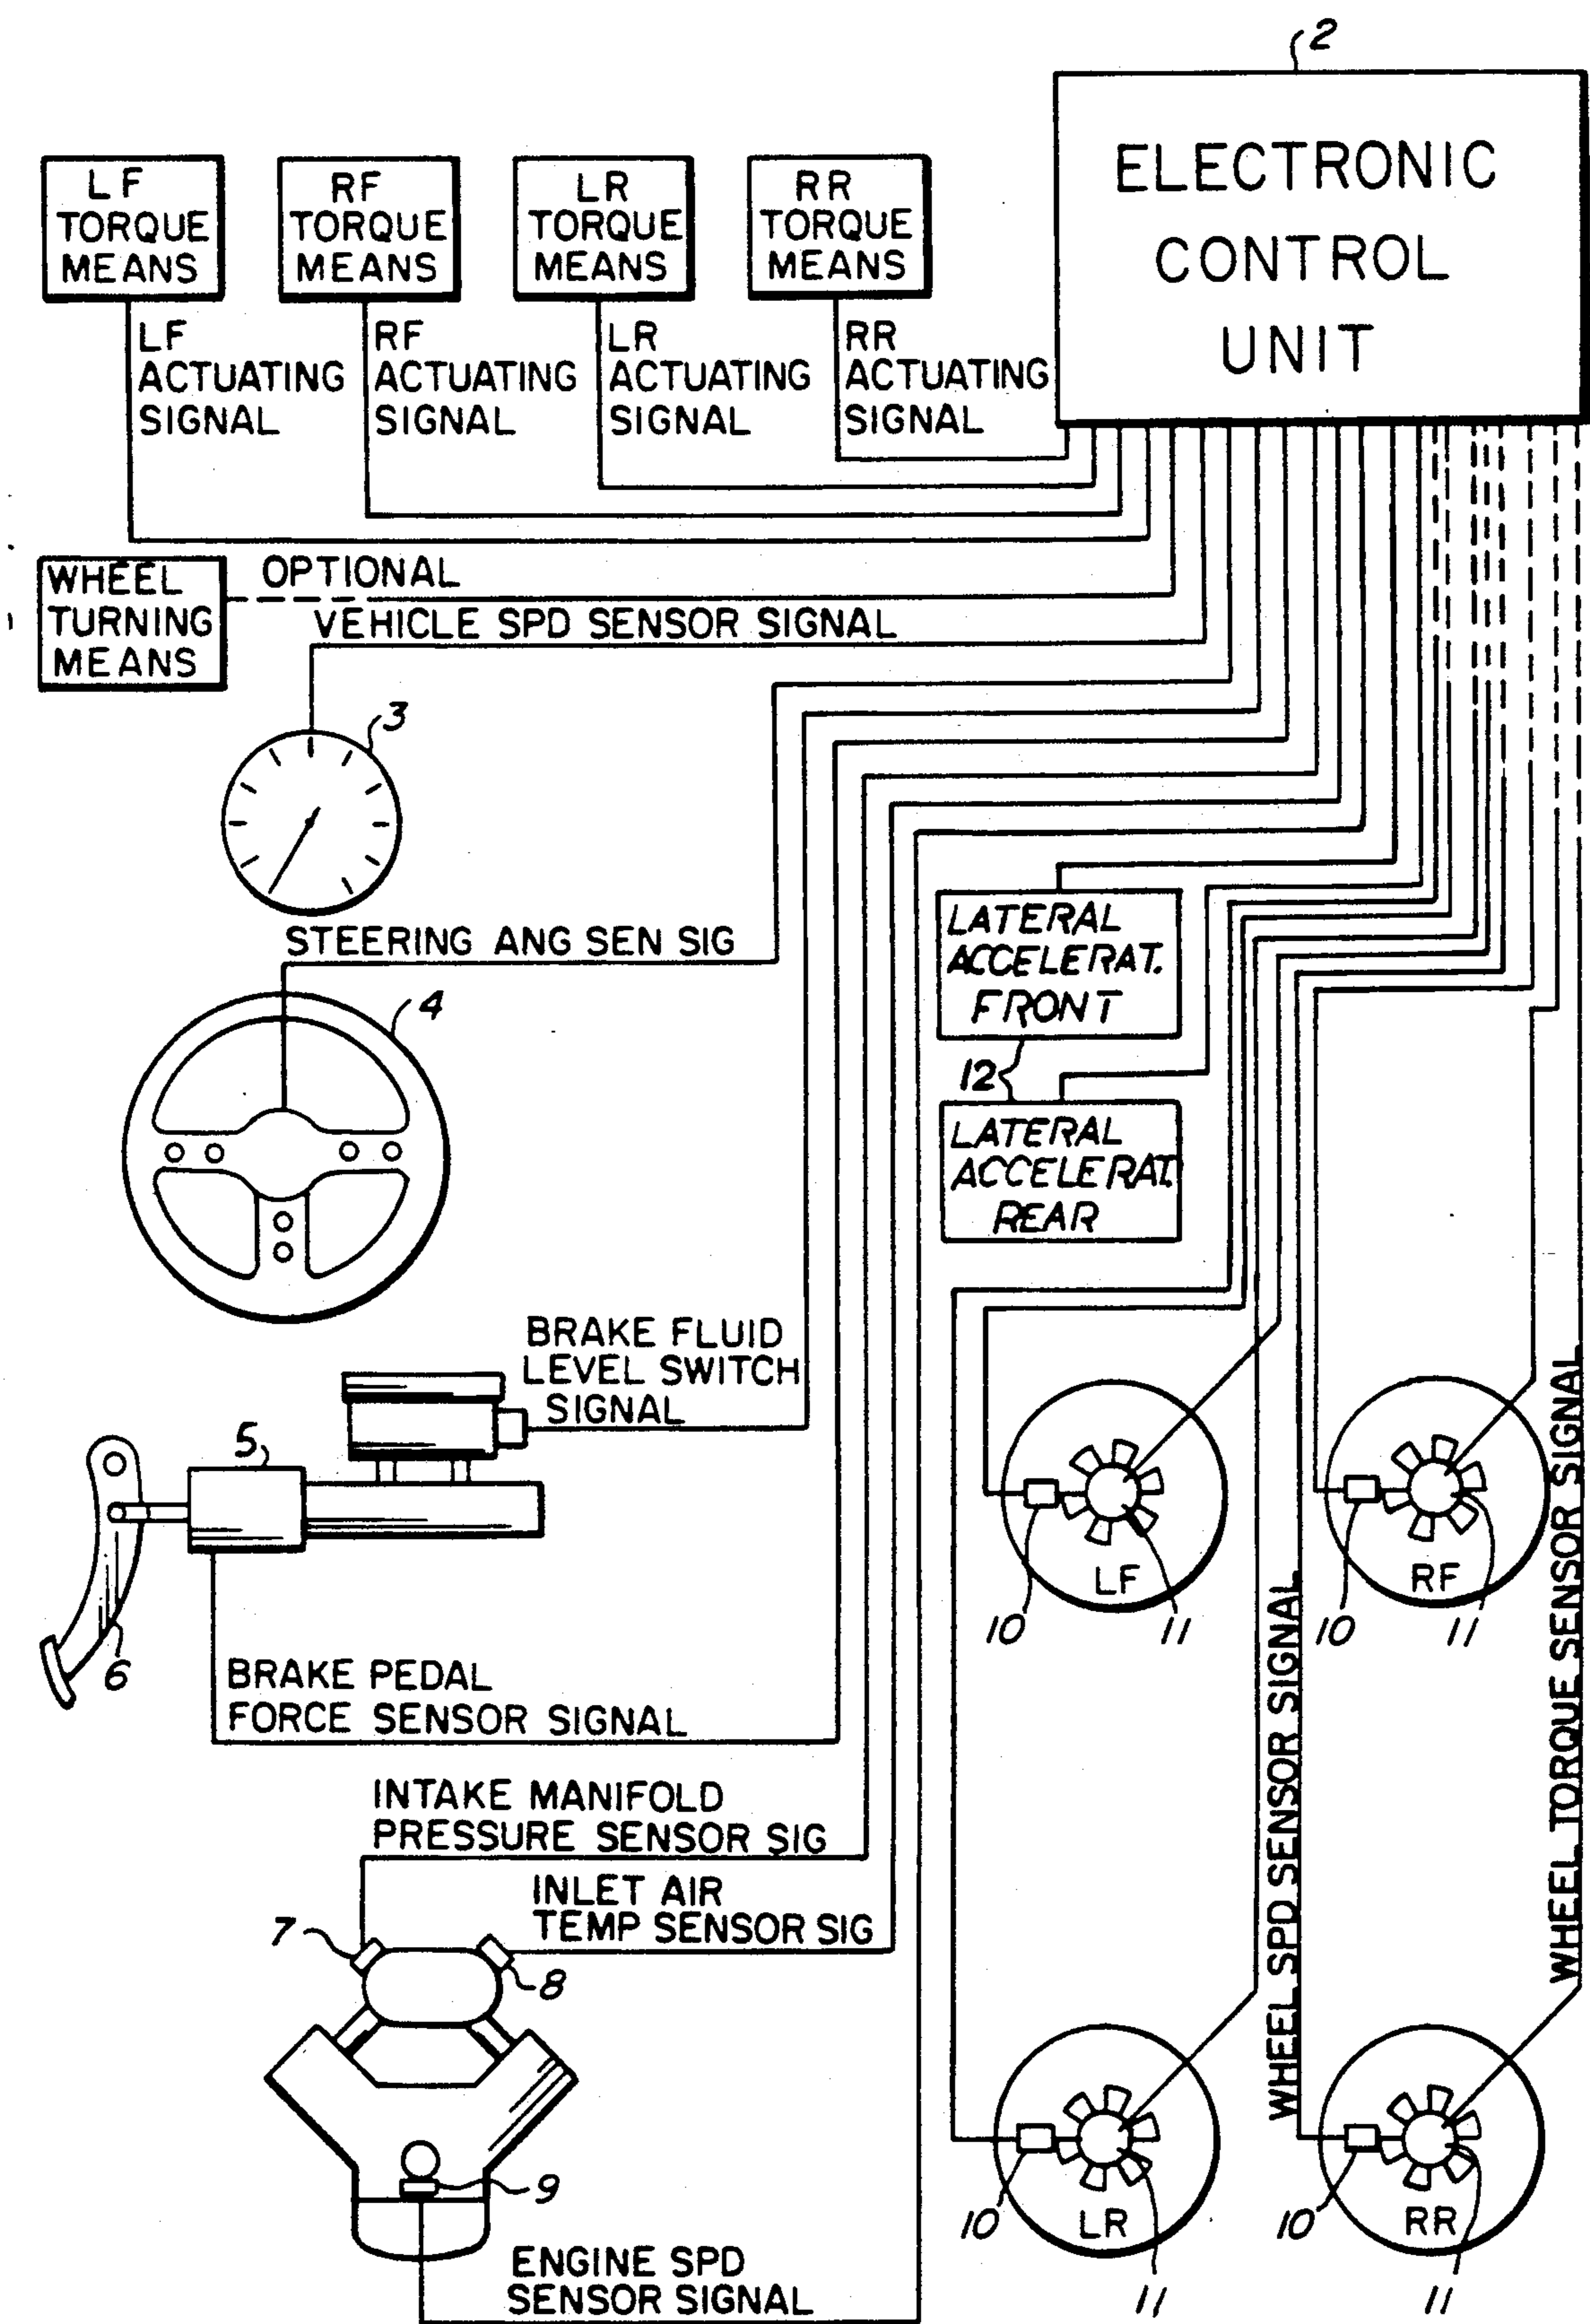 2
ELECTRONIC
CONTROL
UNIT
LF
TORQUE
MEANS
RF
TORQUE
MEANS
LR
TORQUE
MEANS
RR
TORQUE
MEANS
LF
ACTUATING
SIGNAL
RF
ACTUATING
SIGNAL
LR
ACTUATING
SIGNAL
RR
ACTUATING
SIGNAL
WHEEL
TURNING
MEANS
OPTIONAL
VEHICLE SPD SENSOR SIGNAL
3
STEERING ANG SEN SIG
4
LATERAL
ACCELERAT.
FRONT
12
LATERAL
ACCELERAT.
REAR
BRAKE FLUID
LEVEL SWITCH
SIGNAL
5
6
BRAKE PEDAL
FORCE SENSOR SIGNAL
INTAKE MANIFOLD
PRESSURE SENSOR SIG
INLET AIR
TEMP SENSOR SIG
7
8
9
ENGINE SPD
SENSOR SIGNAL
LF
10
11
RF
10
11
WHEEL SPD SENSOR SIGNAL
WHEEL TORQUE SENSOR SIGNAL
LR
10
11
RR
10
11